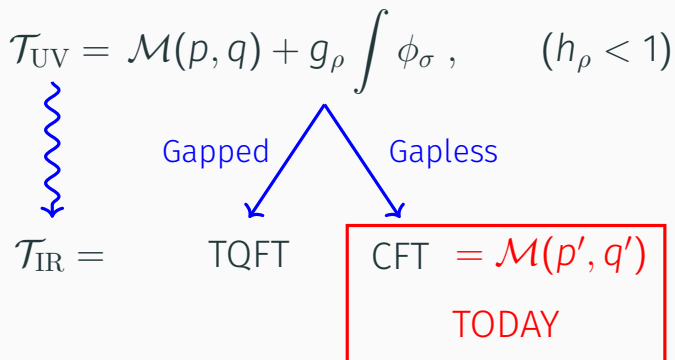 𝒯_UV = ℳ(p, q) + g_ρ ∫ ϕ_σ , (h_ρ < 1)
Gapped Gapless
𝒯_IR = TQFT CFT = ℳ(p′, q′)
TODAY